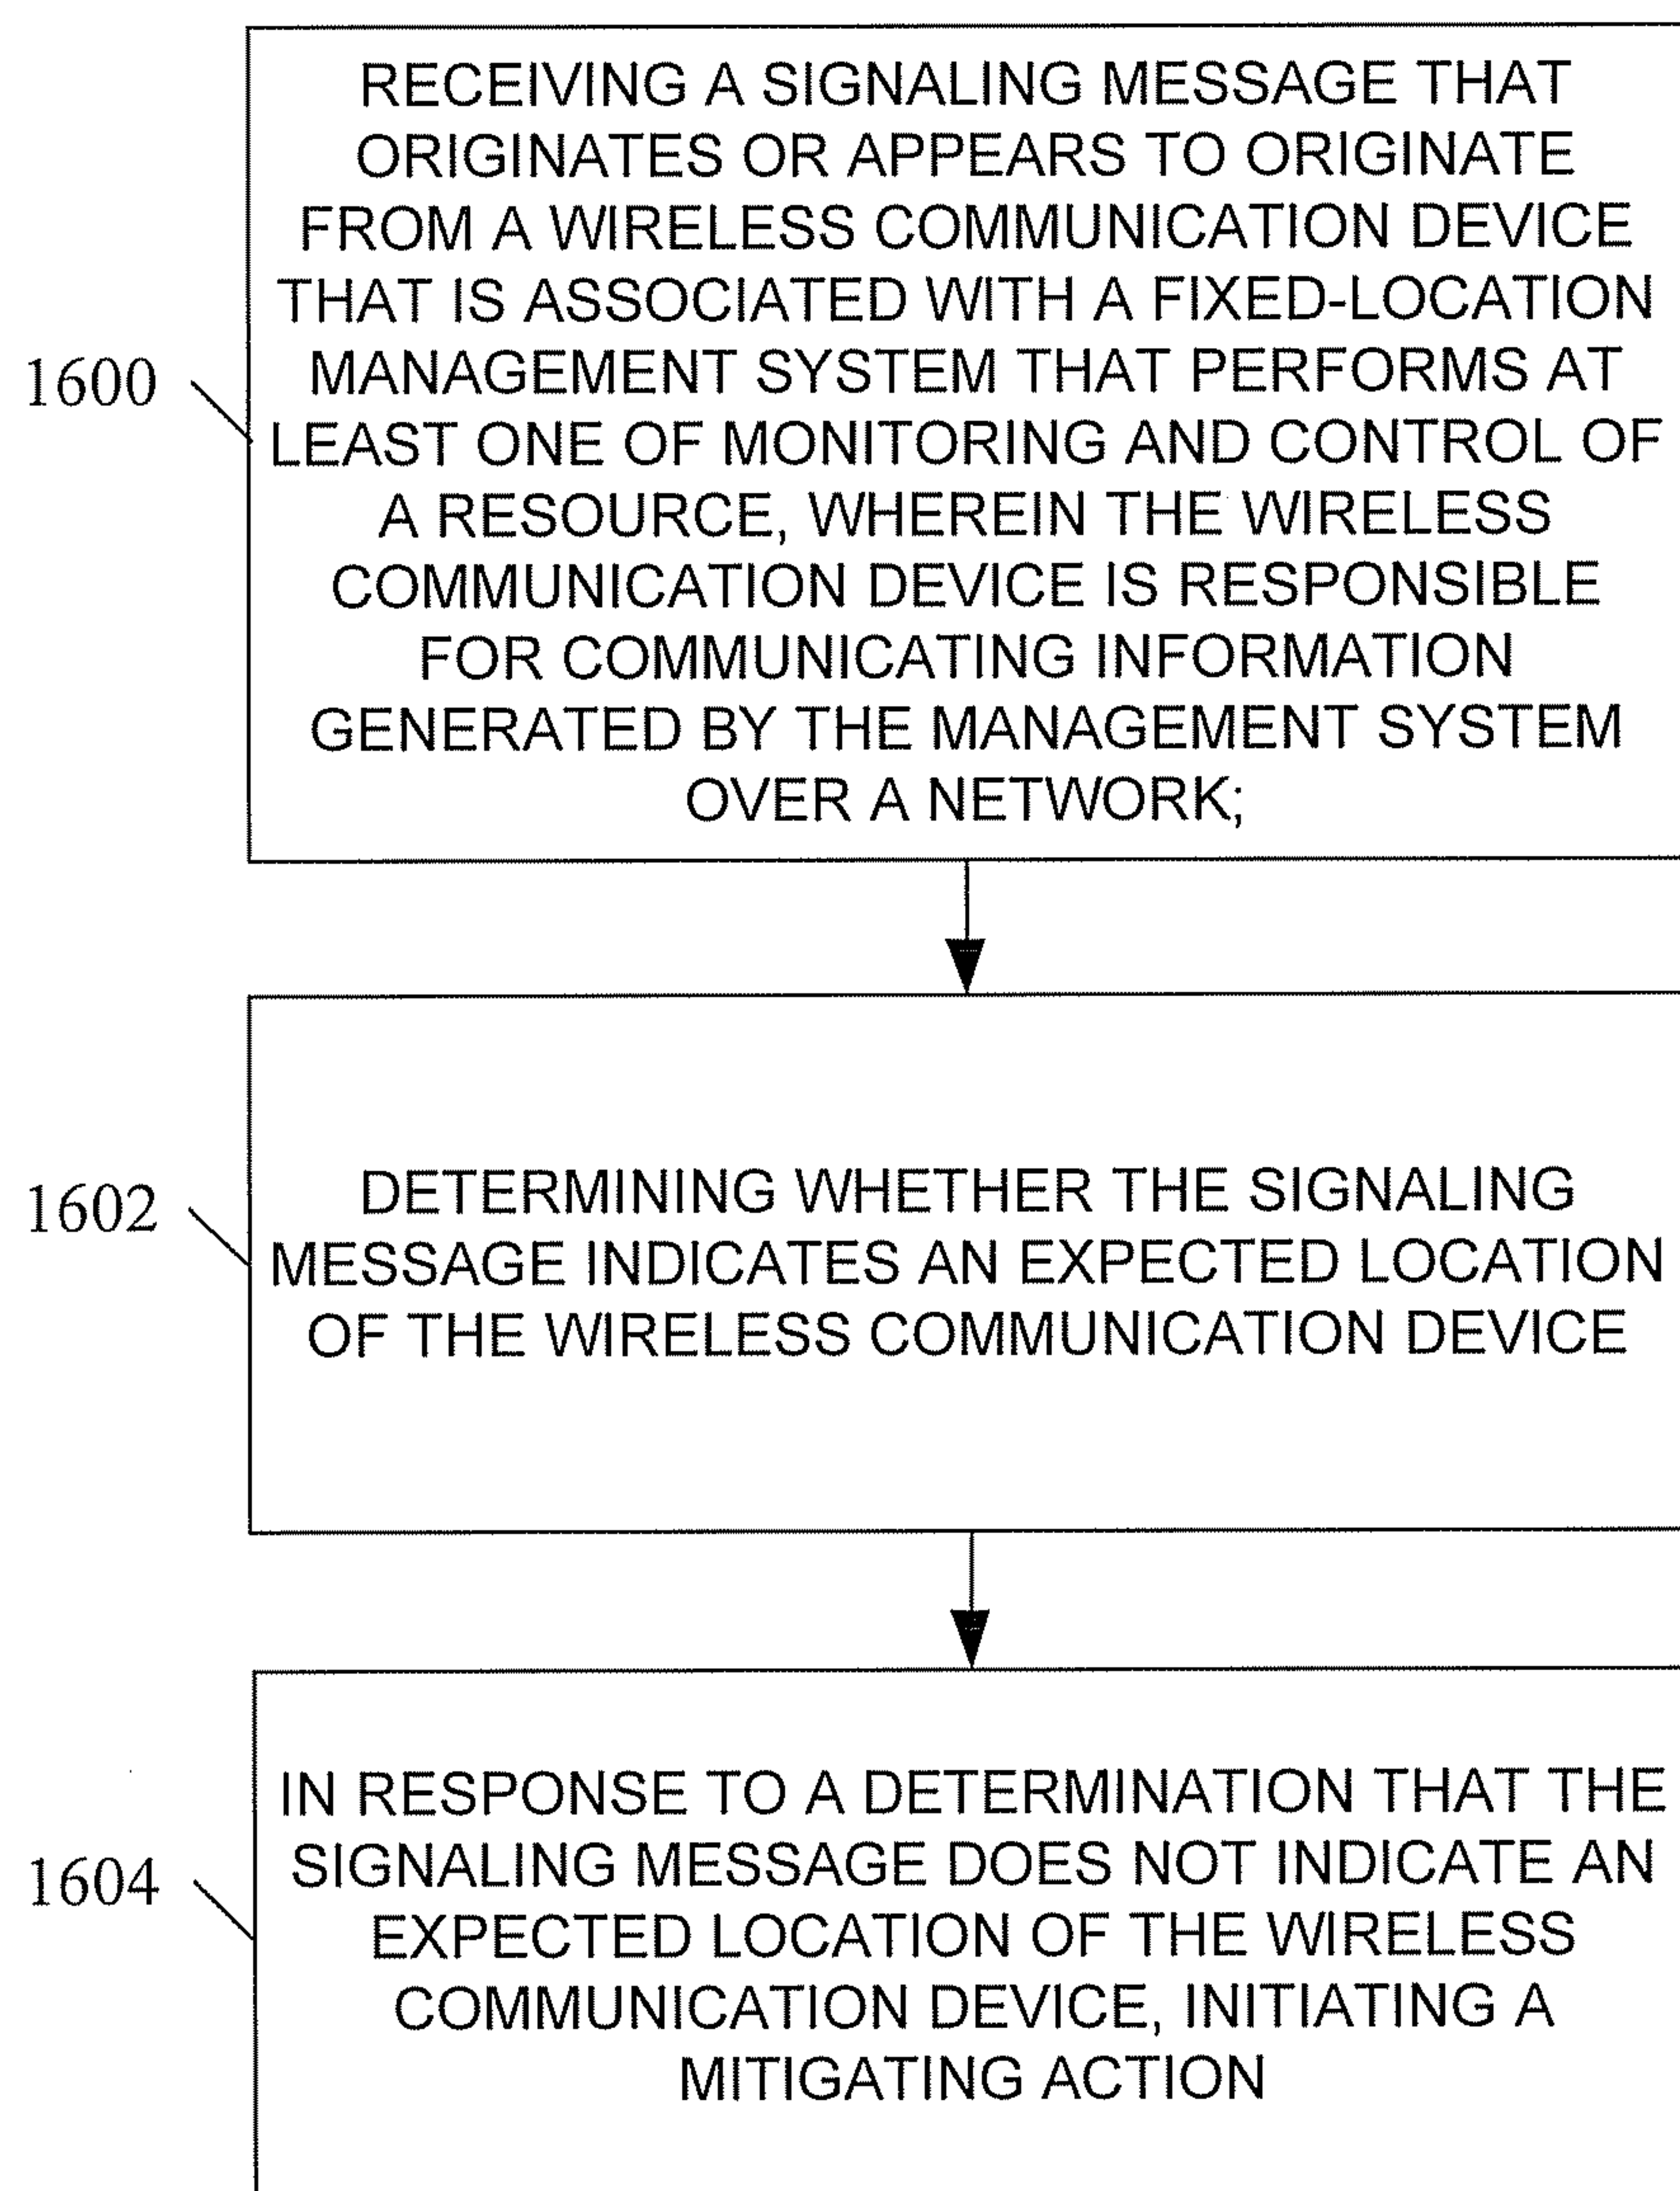 RECEIVING A SIGNALING MESSAGE THAT
ORIGINATES OR APPEARS TO ORIGINATE
FROM A WIRELESS COMMUNICATION DEVICE
THAT IS ASSOCIATED WITH A FIXED-LOCATION
MANAGEMENT SYSTEM THAT PERFORMS AT
LEAST ONE OF MONITORING AND CONTROL OF
A RESOURCE, WHEREIN THE WIRELESS
COMMUNICATION DEVICE IS RESPONSIBLE
FOR COMMUNICATING INFORMATION
GENERATED BY THE MANAGEMENT SYSTEM
OVER A NETWORK;
1600
DETERMINING WHETHER THE SIGNALING
MESSAGE INDICATES AN EXPECTED LOCATION
OF THE WIRELESS COMMUNICATION DEVICE
1602
IN RESPONSE TO A DETERMINATION THAT THE
SIGNALING MESSAGE DOES NOT INDICATE AN
EXPECTED LOCATION OF THE WIRELESS
COMMUNICATION DEVICE, INITIATING A
MITIGATING ACTION
1604